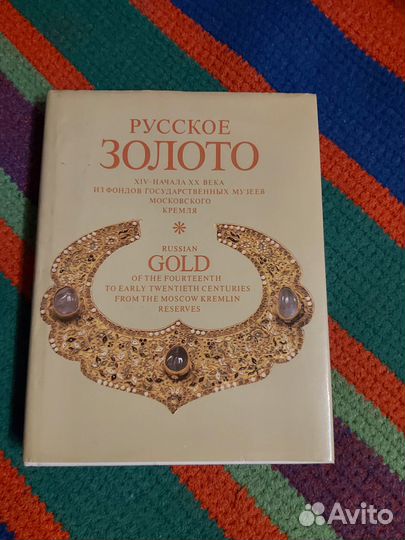 РУССКОЕ
ЗОЛОТО
XIV–НАЧАЛА XX ВЕКА
ИЗ ФОНДОВ ГОСУДАРСТВЕННЫХ МУЗЕЕВ
МОСКОВСКОГО
КРЕМЛЯ
RUSSIAN
GOLD
OF THE FOURTEENTH
TO EARLY TWENTIETH CENTURIES
FROM THE MOSCOW KREMLIN
RESERVES
Avito